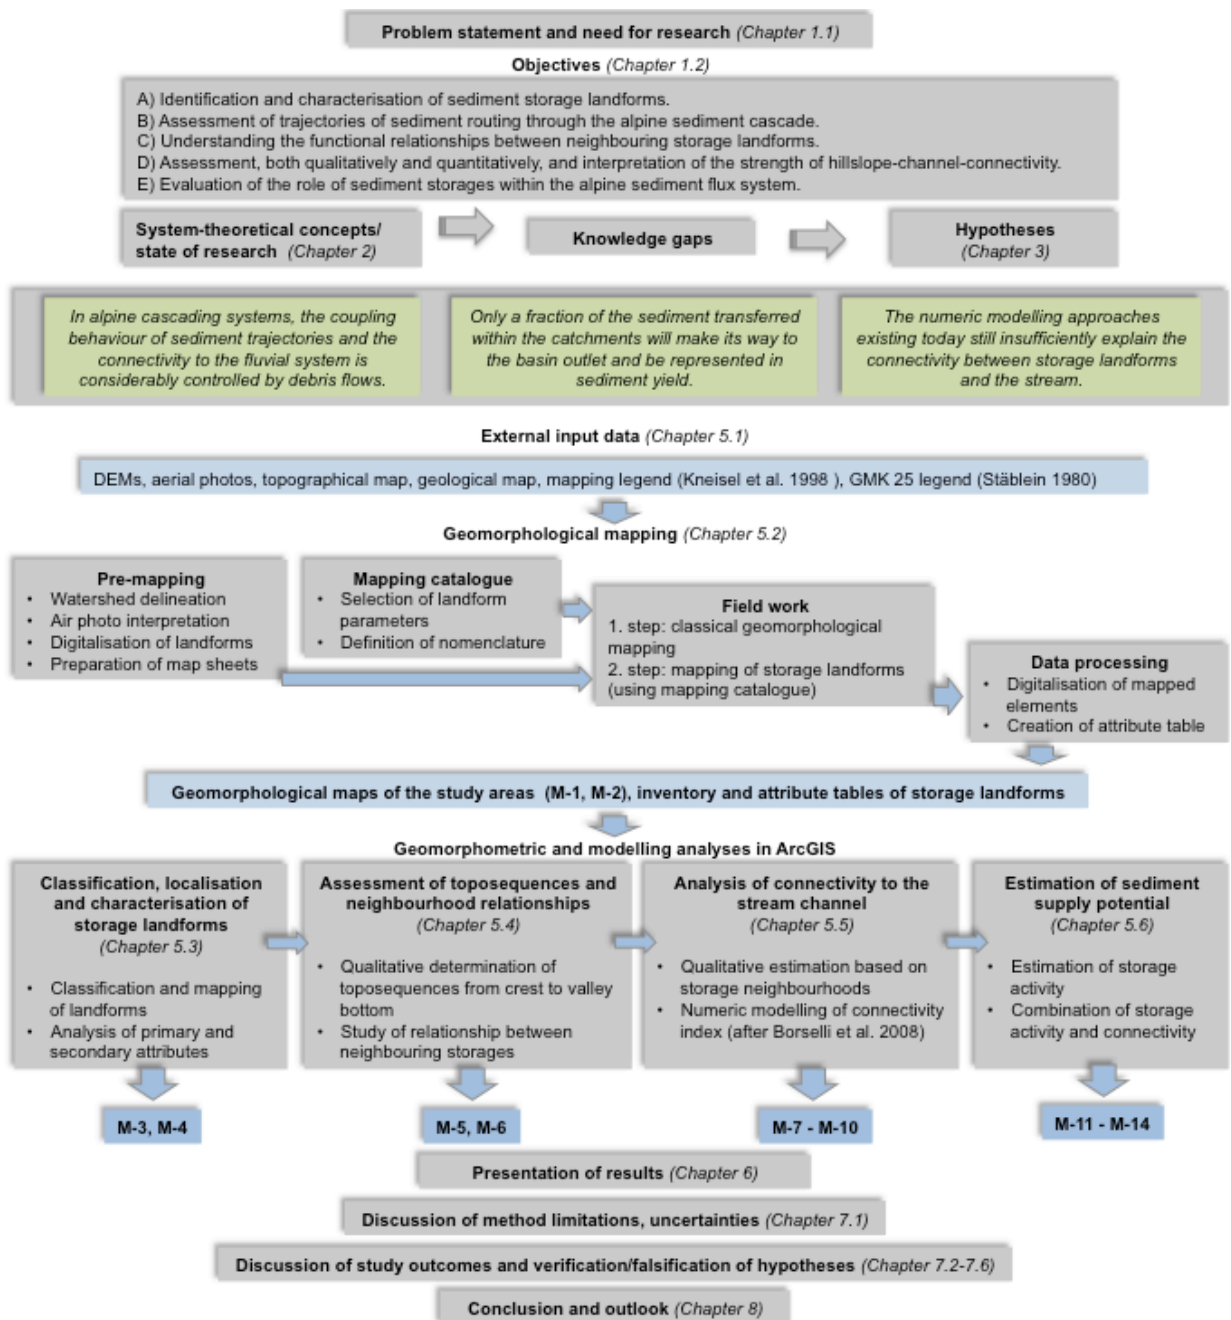 Problem statement and need for research (Chapter 1.1)
Objectives (Chapter 1.2)
A) Identification and characterisation of sediment storage landforms.
B) Assessment of trajectories of sediment routing through the alpine sediment cascade.
C) Understanding the functional relationships between neighbouring storage landforms.
D) Assessment, both qualitatively and quantitatively, and interpretation of the strength of hillslope-channel-connectivity.
E) Evaluation of the role of sediment storages within the alpine sediment flux system.
System-theoretical concepts/
state of research (Chapter 2)
Knowledge gaps
Hypotheses
(Chapter 3)
In alpine cascading systems, the coupling
behaviour of sediment trajectories and the
connectivity to the fluvial system is
considerably controlled by debris flows.
Only a fraction of the sediment transferred
within the catchments will make its way to
the basin outlet and be represented in
sediment yield.
The numeric modelling approaches
existing today still insufficiently explain the
connectivity between storage landforms
and the stream.
External input data (Chapter 5.1)
DEMs, aerial photos, topographical map, geological map, mapping legend (Kneisel et al. 1998 ), GMK 25 legend (Stäblein 1980)
Geomorphological mapping (Chapter 5.2)
Pre-mapping
• Watershed delineation
• Air photo interpretation
• Digitalisation of landforms
• Preparation of map sheets
Mapping catalogue
• Selection of landform
parameters
• Definition of nomenclature
Field work
1. step: classical geomorphological
mapping
2. step: mapping of storage landforms
(using mapping catalogue)
Data processing
• Digitalisation of mapped
elements
• Creation of attribute table
Geomorphological maps of the study areas (M-1, M-2), inventory and attribute tables of storage landforms
Geomorphometric and modelling analyses in ArcGIS
Classification, localisation
and characterisation of
storage landforms
(Chapter 5.3)
• Classification and mapping
of landforms
• Analysis of primary and
secondary attributes
Assessment of toposequences and
neighbourhood relationships
(Chapter 5.4)
• Qualitative determination of
toposequences from crest to valley
bottom
• Study of relationship between
neighbouring storages
Analysis of connectivity to the
stream channel
(Chapter 5.5)
• Qualitative estimation based on
storage neighbourhoods
• Numeric modelling of connectivity
index (after Borselli et al. 2008)
Estimation of sediment
supply potential
(Chapter 5.6)
• Estimation of storage
activity
• Combination of storage
activity and connectivity
M-3, M-4
M-5, M-6
M-7 - M-10
M-11 - M-14
Presentation of results (Chapter 6)
Discussion of method limitations, uncertainties (Chapter 7.1)
Discussion of study outcomes and verification/falsification of hypotheses (Chapter 7.2-7.6)
Conclusion and outlook (Chapter 8)